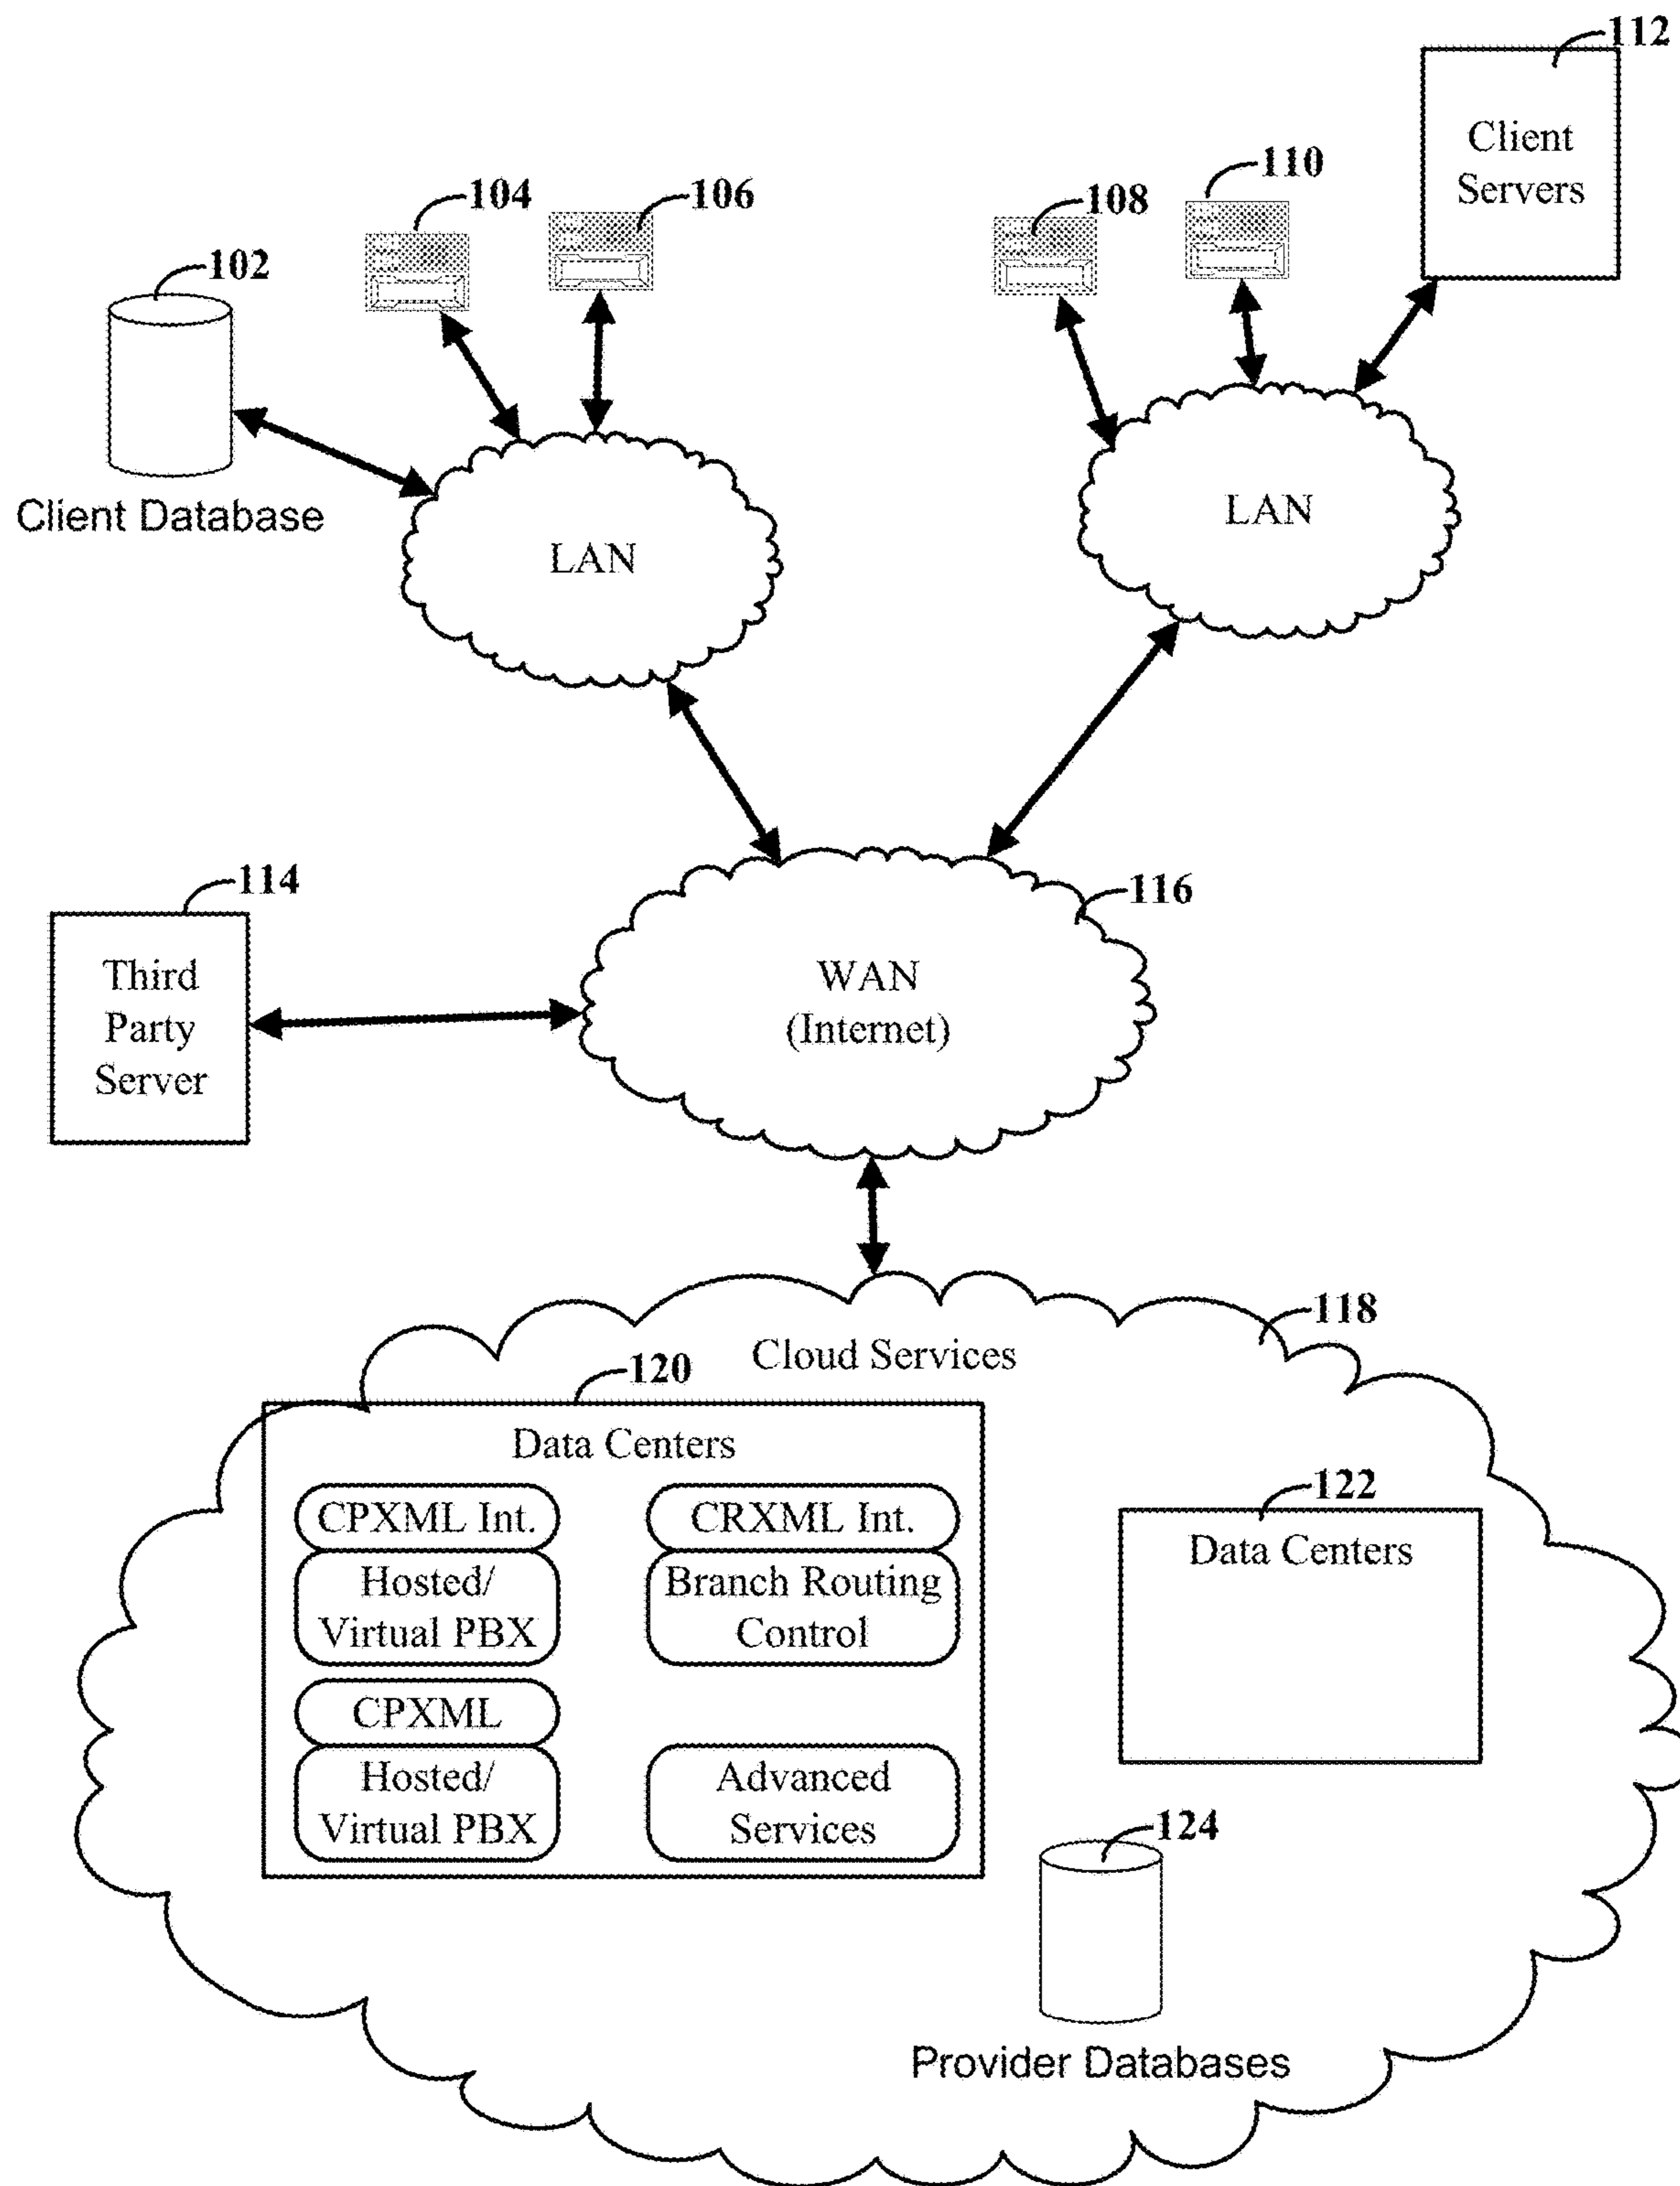 112
Client
Servers
104
106
108
110
102
Client Database
LAN
LAN
114
Third
Party
Server
116
WAN
(Internet)
118
Cloud Services
120
Data Centers
CPXML Int.
Hosted/
Virtual PBX
CRXML Int.
Branch Routing
Control
CPXML
Hosted/
Virtual PBX
Advanced
Services
122
Data Centers
124
Provider Databases